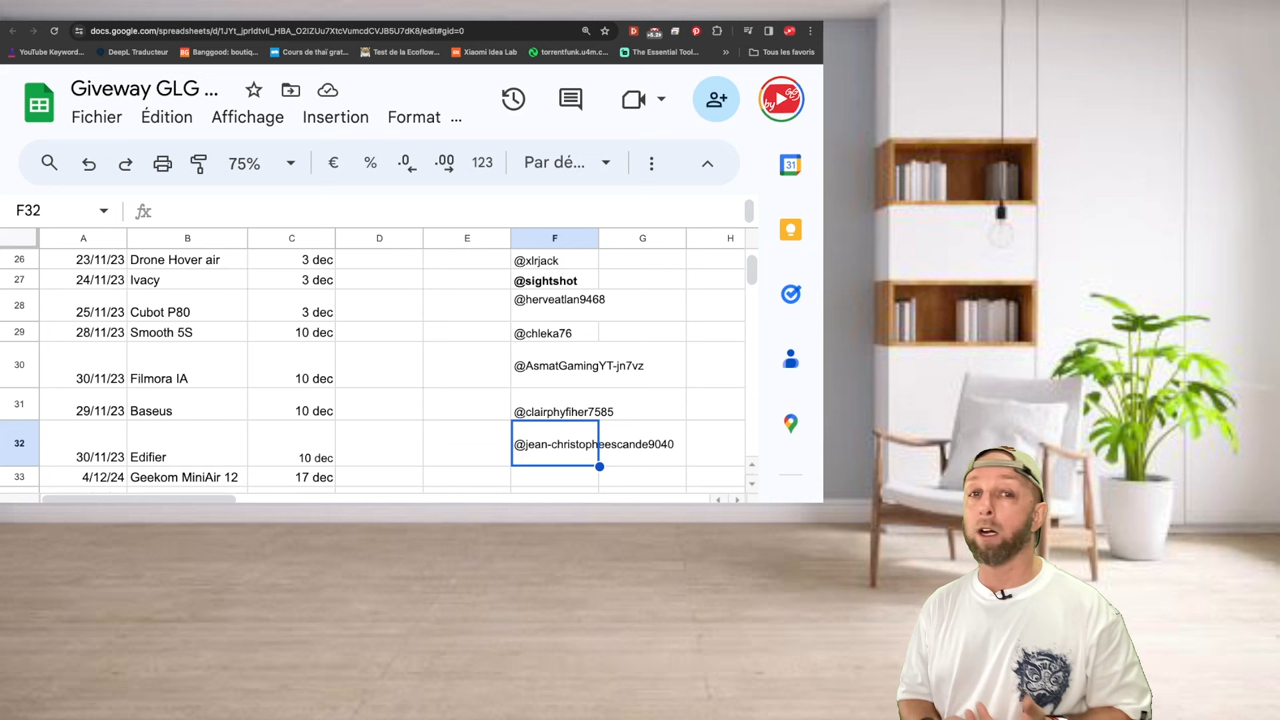 docs.google.com/spreadsheets/d/1JYt_jprldtvli_HBA_O2IZUu7XtcVumcdCVJB5U7dK8/edit#gid=0
YouTube Keyword... DeepL Traducteur BG Banggood: boutiq... Cours de thaï grat... Test de la Ecoflow... Xiaomi Idea Lab torrentfunk.u4m.c... The Essential Tool... » Tous les favoris
Giveway GLG ...
Fichier Édition Affichage Insertion Format ...
75% € % .0 .00 123 Par dé...
31
by GG
F32 fx
A B C D E F G H
26 23/11/23 Drone Hover air 3 dec @xlrjack
27 24/11/23 Ivacy 3 dec @sightshot
28 25/11/23 Cubot P80 3 dec @herveatlan9468
29 28/11/23 Smooth 5S 10 dec @chleka76
30 30/11/23 Filmora IA 10 dec @AsmatGamingYT-jn7vz
31 29/11/23 Baseus 10 dec @clairphyfiher7585
32 30/11/23 Edifier 10 dec @jean-christopheescande9040
33 4/12/24 Geekom MiniAir 12 17 dec